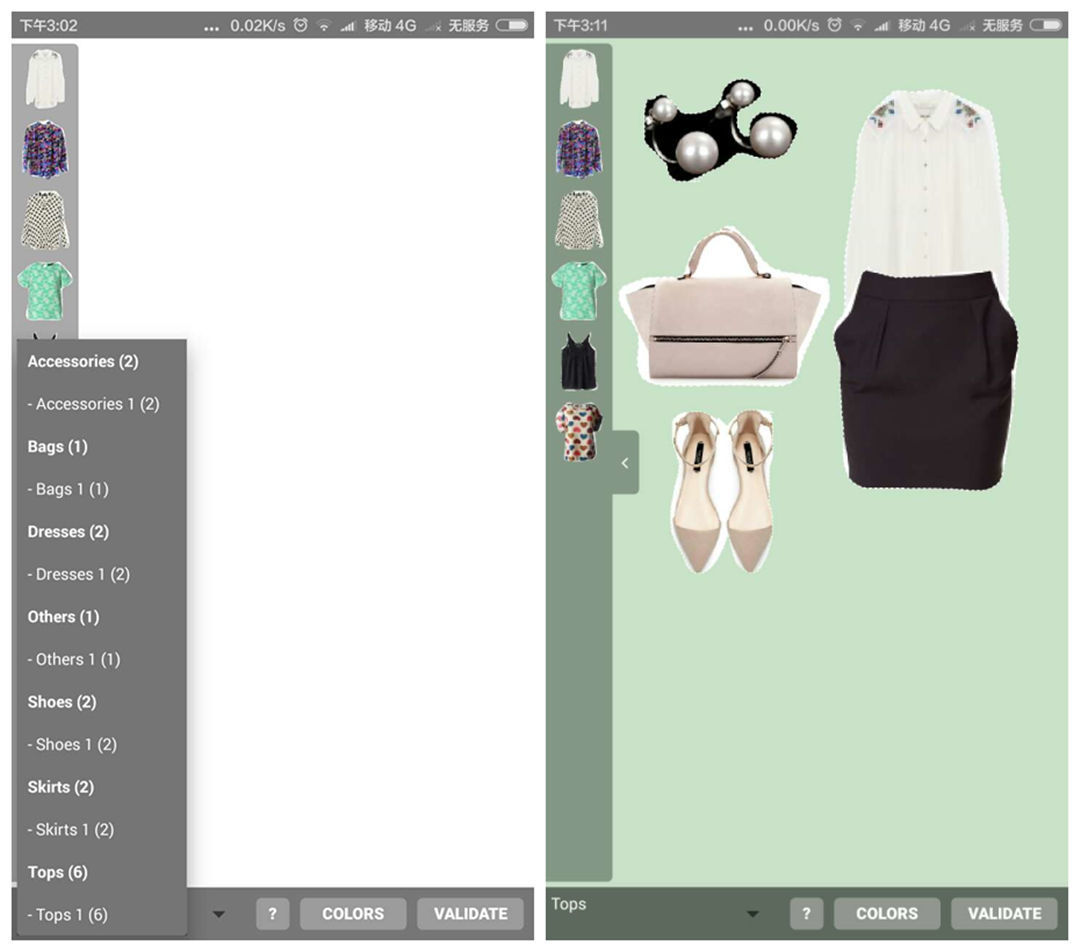 下午3:02
... 0.02K/s 移动 4G 无服务
Accessories (2)
- Accessories 1 (2)
Bags (1)
- Bags 1 (1)
Dresses (2)
- Dresses 1 (2)
Others (1)
- Others 1 (1)
Shoes (2)
- Shoes 1 (2)
Skirts (2)
- Skirts 1 (2)
Tops (6)
- Tops 1 (6)
? COLORS VALIDATE
下午3:11
... 0.00K/s 移动 4G 无服务
Tops
? COLORS VALIDATE